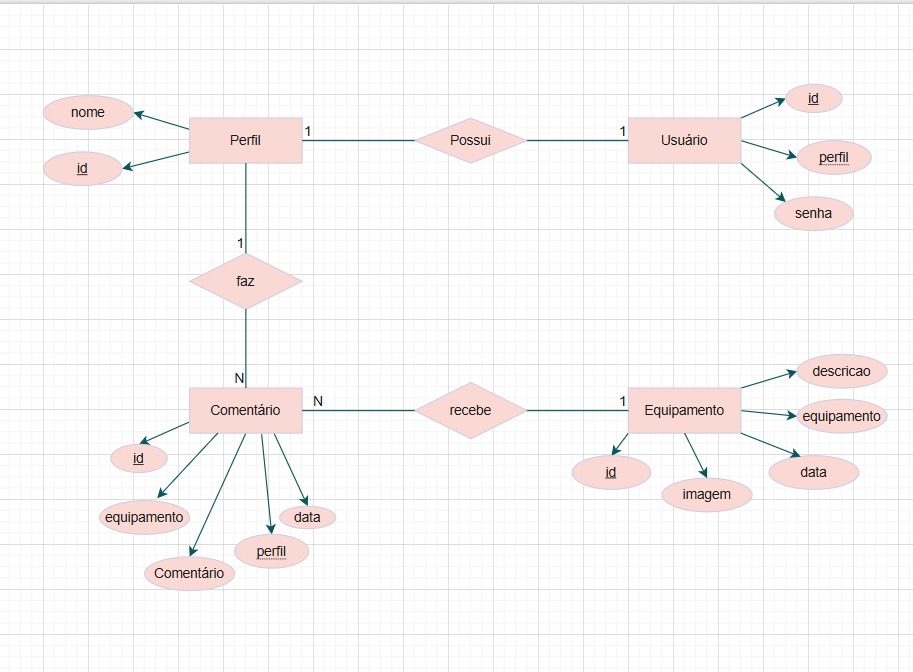 id
nome
1
1
Perfil
Possui
Usuário
perfil
id
senha
1
faz
descricao
N
N
1
Comentário
recebe
Equipamento
equipamento
id
id
data
imagem
equipamento
data
perfil
Comentário